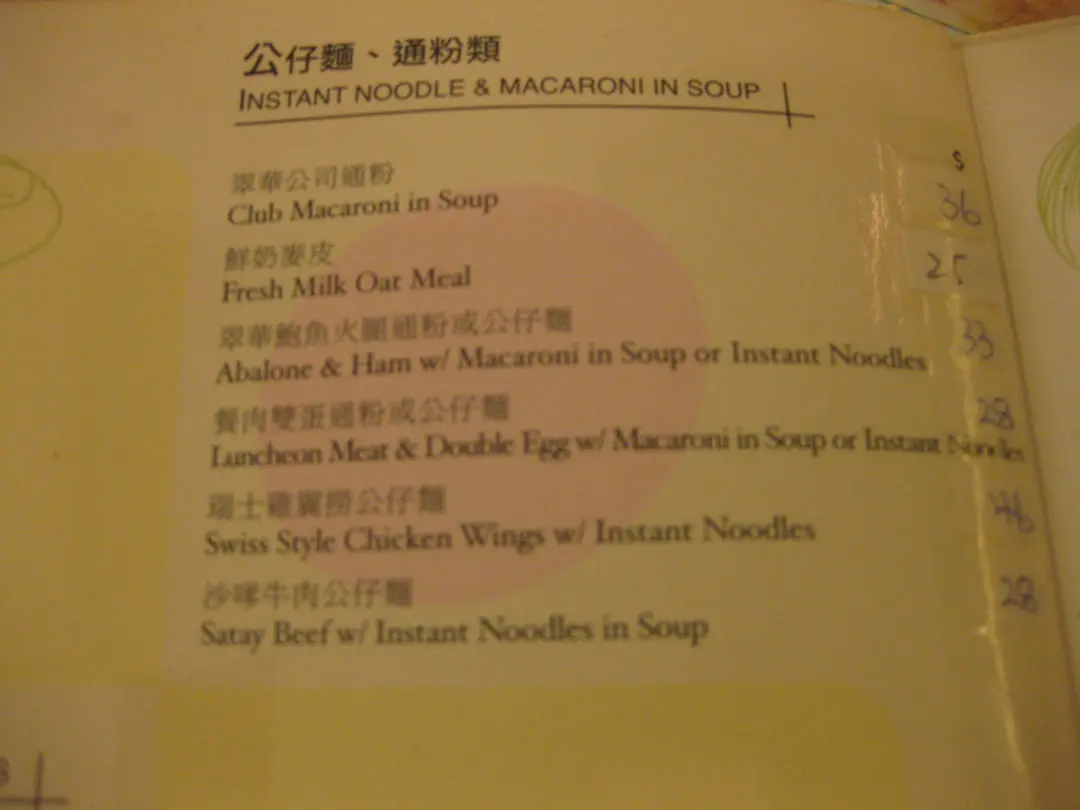 公仔麵、通粉類
INSTANT NOODLE & MACARONI IN SOUP
$
翠華公司通粉
Club Macaroni in Soup 36
鮮奶麥皮
Fresh Milk Oat Meal 25
翠華鮑魚火腿通粉或公仔麵
Abalone & Ham w/ Macaroni in Soup or Instant Noodles 33
餐肉雙蛋通粉或公仔麵 28
Luncheon Meat & Double Egg w/ Macaroni in Soup or Instant Noodles
瑞士雞翼撈公仔麵
Swiss Style Chicken Wings w/ Instant Noodles 46
沙嗲牛肉公仔麵 28
Satay Beef w/ Instant Noodles in Soup